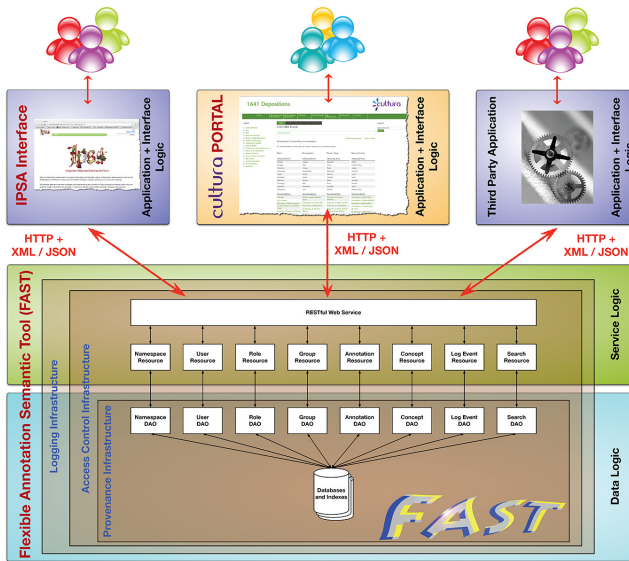 IPSA Interface
Application + Interface
Logic
cultura PORTAL
1641 Depositions
cultura
Application + Interface
Logic
Third Party Application
Application + Interface
Logic
HTTP +
XML / JSON
HTTP +
XML / JSON
HTTP +
XML / JSON
Flexible Annotation Semantic Tool (FAST)
Logging Infrastructure
Access Control Infrastructure
Provenance Infrastructure
Service Logic
Data Logic
RESTful Web Service
Namespace
Resource
User
Resource
Role
Resource
Group
Resource
Annotation
Resource
Concept
Resource
Log Event
Resource
Search
Resource
Namespace
DAO
User
DAO
Role
DAO
Group
DAO
Annotation
DAO
Concept
DAO
Log Event
DAO
Search
DAO
Databases
and Indexes
FAST